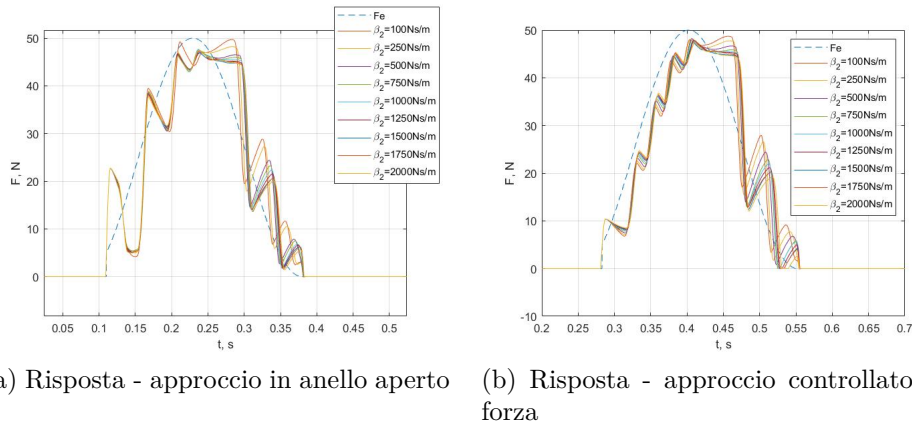 Fe
β2=100Ns/m
β2=250Ns/m
β2=500Ns/m
β2=750Ns/m
β2=1000Ns/m
β2=1250Ns/m
β2=1500Ns/m
β2=1750Ns/m
β2=2000Ns/m
50
40
30
20
10
0
F, N
0.05 0.1 0.15 0.2 0.25 0.3 0.35 0.4 0.45 0.5
t, s
) Risposta - approccio in anello aperto
Fe
β2=100Ns/m
β2=250Ns/m
β2=500Ns/m
β2=750Ns/m
β2=1000Ns/m
β2=1250Ns/m
β2=1500Ns/m
β2=1750Ns/m
β2=2000Ns/m
50
40
30
20
10
0
-10
F, N
0.2 0.25 0.3 0.35 0.4 0.45 0.5 0.55 0.6 0.65 0.7
t, s
(b) Risposta - approccio controllato
forza